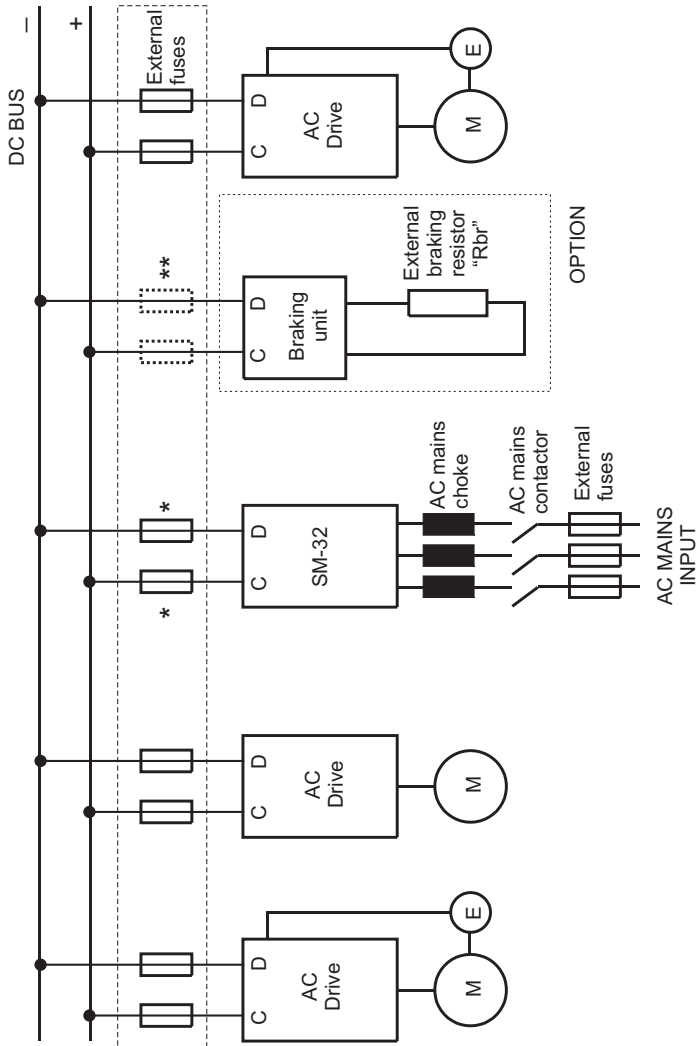 DC BUS
–
+
External
fuses
D
C
AC
Drive
E
M
**
D
C
Braking
unit
External
braking
resistor
“Rbr”
OPTION
*
*
D
C
SM-32
AC mains
choke
AC mains
contactor
External
fuses
AC MAINS
INPUT
D
C
AC
Drive
M
D
C
AC
Drive
E
M